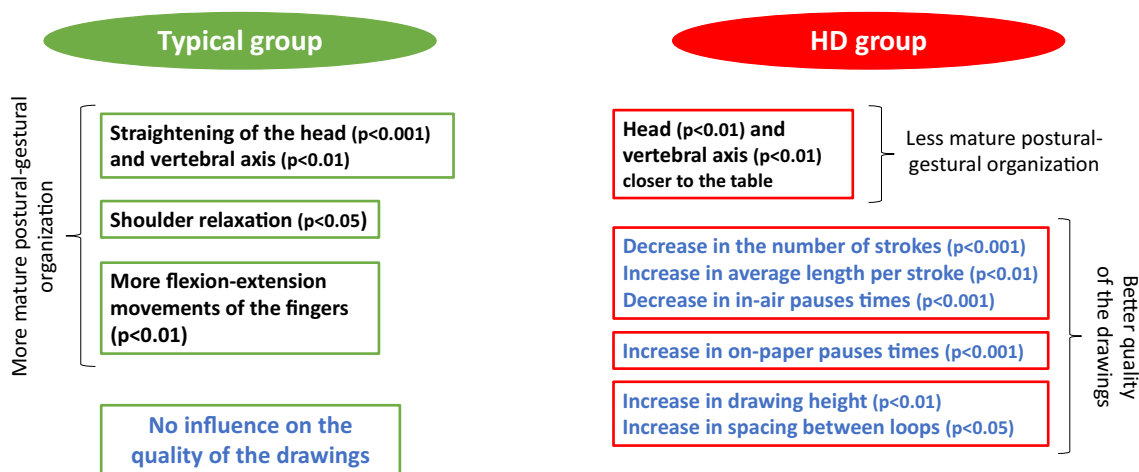 Typical group
More mature postural-gestural
organization
Straightening of the head (p<0.001)
and vertebral axis (p<0.01)
Shoulder relaxation (p<0.05)
More flexion-extension
movements of the fingers
(p<0.01)
No influence on the
quality of the drawings
HD group
Head (p<0.01) and
vertebral axis (p<0.01)
closer to the table
Less mature postural-
gestural organization
Decrease in the number of strokes (p<0.001)
Increase in average length per stroke (p<0.01)
Decrease in in-air pauses times (p<0.001)
Increase in on-paper pauses times (p<0.001)
Increase in drawing height (p<0.01)
Increase in spacing between loops (p<0.05)
Better quality
of the drawings